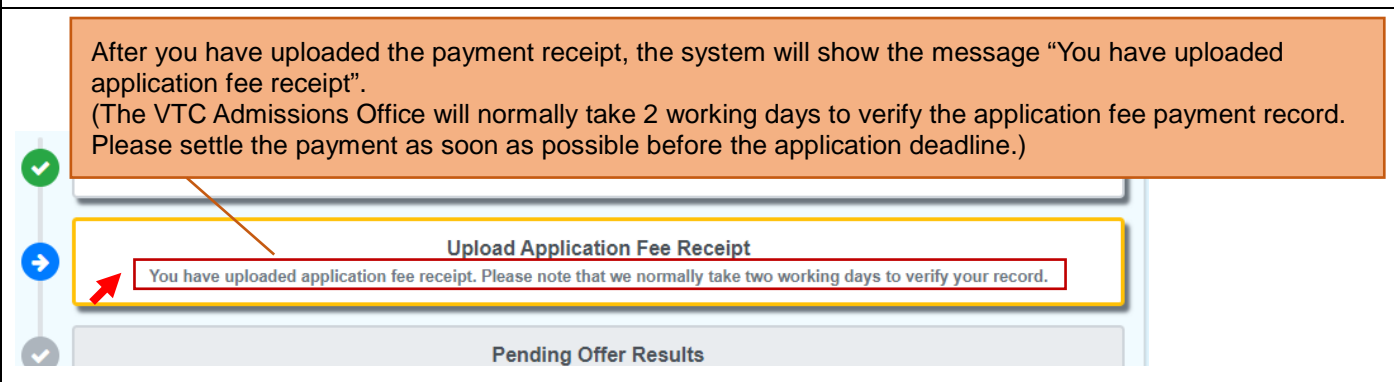 After you have uploaded the payment receipt, the system will show the message “You have uploaded
application fee receipt”.
(The VTC Admissions Office will normally take 2 working days to verify the application fee payment record.
Please settle the payment as soon as possible before the application deadline.)
Upload Application Fee Receipt
You have uploaded application fee receipt. Please note that we normally take two working days to verify your record.
Pending Offer Results